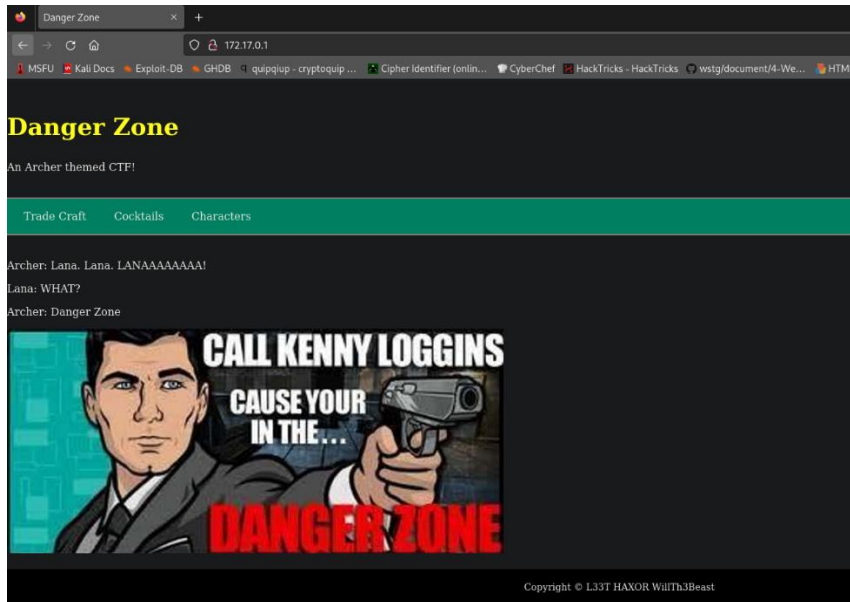 Danger Zone
172.17.0.1
MSFU Kali Docs Exploit-DB GHDB quipqiup - cryptoquip ... Cipher Identifier (onlin... CyberChef HackTricks - HackTricks wstg/document/4-We... HTM
Danger Zone
An Archer themed CTF!
Trade Craft Cocktails Characters
Archer: Lana. Lana. LANAAAAAAAA!
Lana: WHAT?
Archer: Danger Zone
CALL KENNY LOGGINS
CAUSE YOUR
IN THE...
DANGER ZONE
Copyright © L33T HAXOR WillTh3Beast